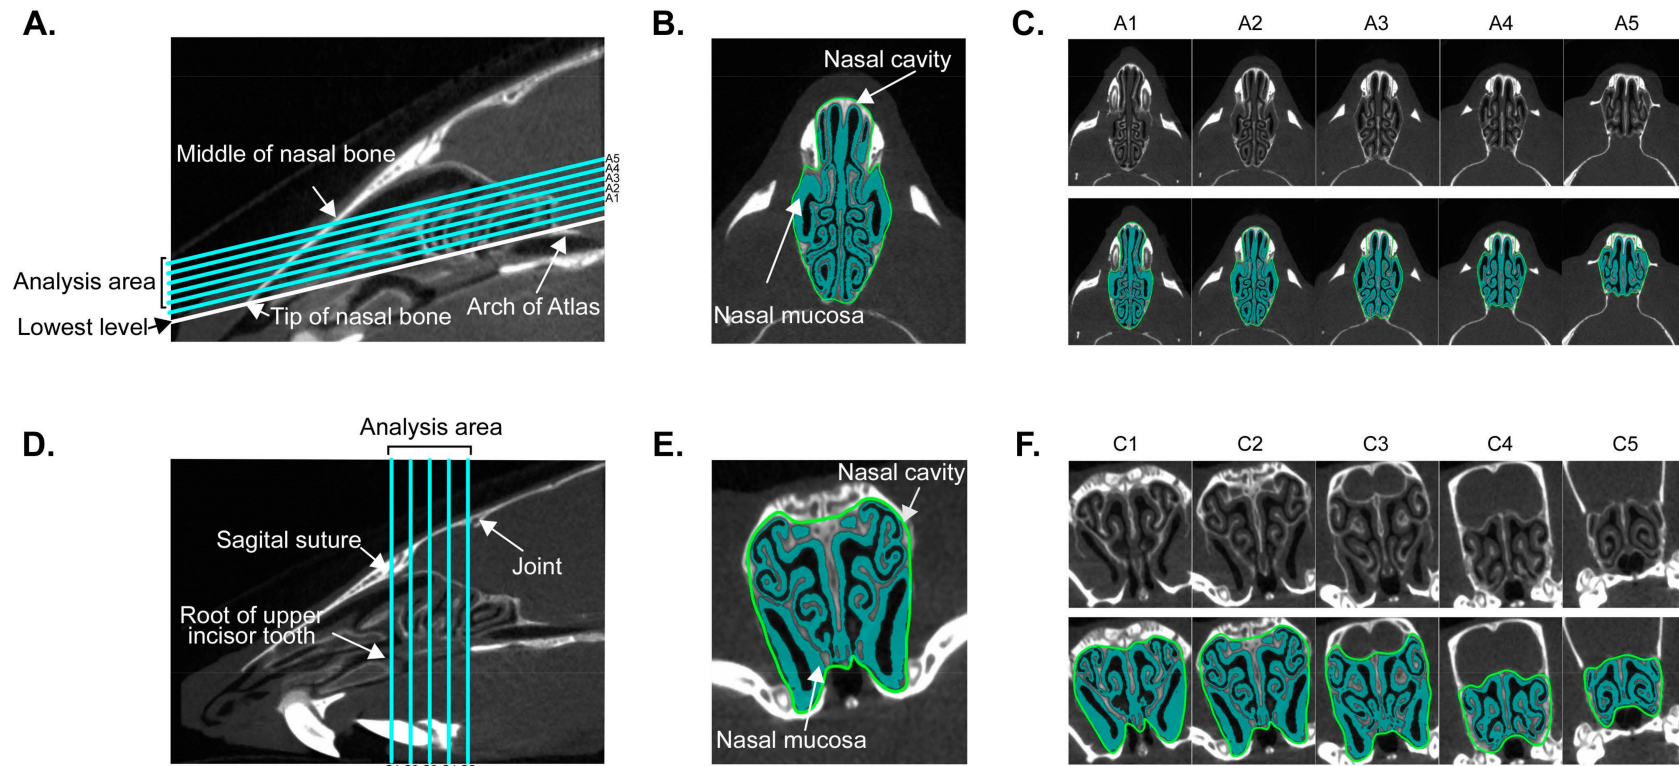 A.
Middle of nasal bone
A5
A4
A3
A2
A1
Analysis area
Lowest level
Tip of nasal bone
Arch of Atlas
B.
Nasal cavity
Nasal mucosa
C.
A1 A2 A3 A4 A5
D.
Analysis area
Sagital suture
Joint
Root of upper
incisor tooth
E.
Nasal cavity
Nasal mucosa
F.
C1 C2 C3 C4 C5